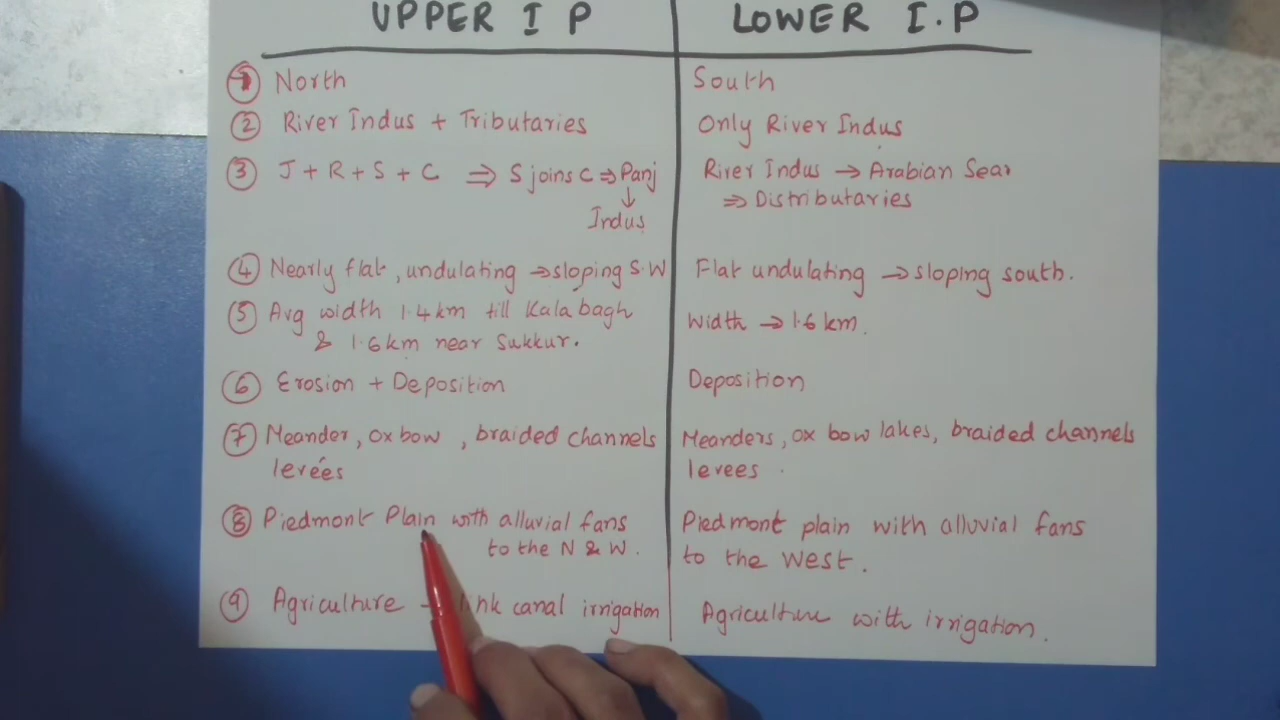 UPPER I P
LOWER I.P
① North
South
② River Indus + Tributaries
Only River Indus
③ J + R + S + C ⇒ S joins C ⇒ Panj
↓
Indus
River Indus → Arabian Sear
⇒ Distributaries
④ Nearly flat, undulating → sloping S.W
Flat undulating → sloping south.
⑤ Avg width 1.4km till Kalabagh
& 1.6km near Sukkur.
Width → 1.6 km.
⑥ Erosion + Deposition
Deposition
⑦ Meander, oxbow, braided channels
levées
Meanders, ox bow lakes, braided channels
levees
⑧ Piedmont Plain with alluvial fans
to the N & W.
Piedmont plain with alluvial fans
to the west.
⑨ Agriculture canal irrigation
Agriculture with irrigation.